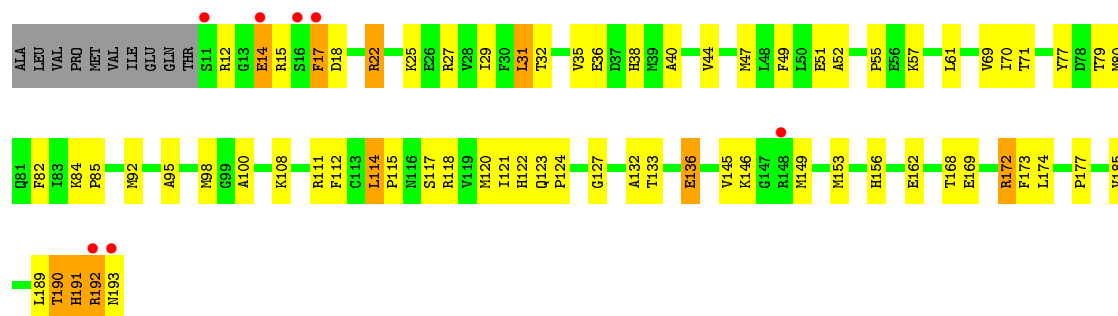 ALA LEU VAL PRO MET VAL ILE GLU GLN THR S11 R12 G13 E14 R15 S16 F17 D18 R22 K25 E26 R27 V28 I29 F30 L31 T32 V35 E36 D37 H38 M39 A40 V44 M47 L48 F49 L50 E51 A52 P55 E56 K57 L61 V69 I70 T71 Y77 D78 T79 M80
Q81 F82 I83 K84 P85 M92 A95 M98 G99 A100 K108 R111 F112 C113 L114 P115 N116 S117 R118 V119 M120 I121 H122 Q123 P124 G127 A132 T133 E136 V145 K146 G147 R148 M149 M153 H156 E162 T168 E169 R172 F173 L174 P177 V185
L189 T190 H191 R192 N193